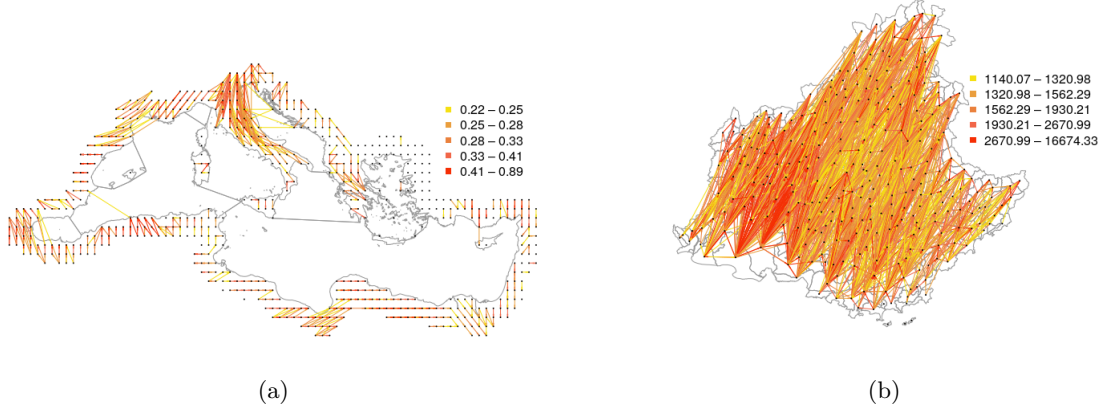 0.22 – 0.25
0.25 – 0.28
0.28 – 0.33
0.33 – 0.41
0.41 – 0.89
1140.07 – 1320.98
1320.98 – 1562.29
1562.29 – 1930.21
1930.21 – 2670.99
2670.99 – 16674.33
(a)
(b)